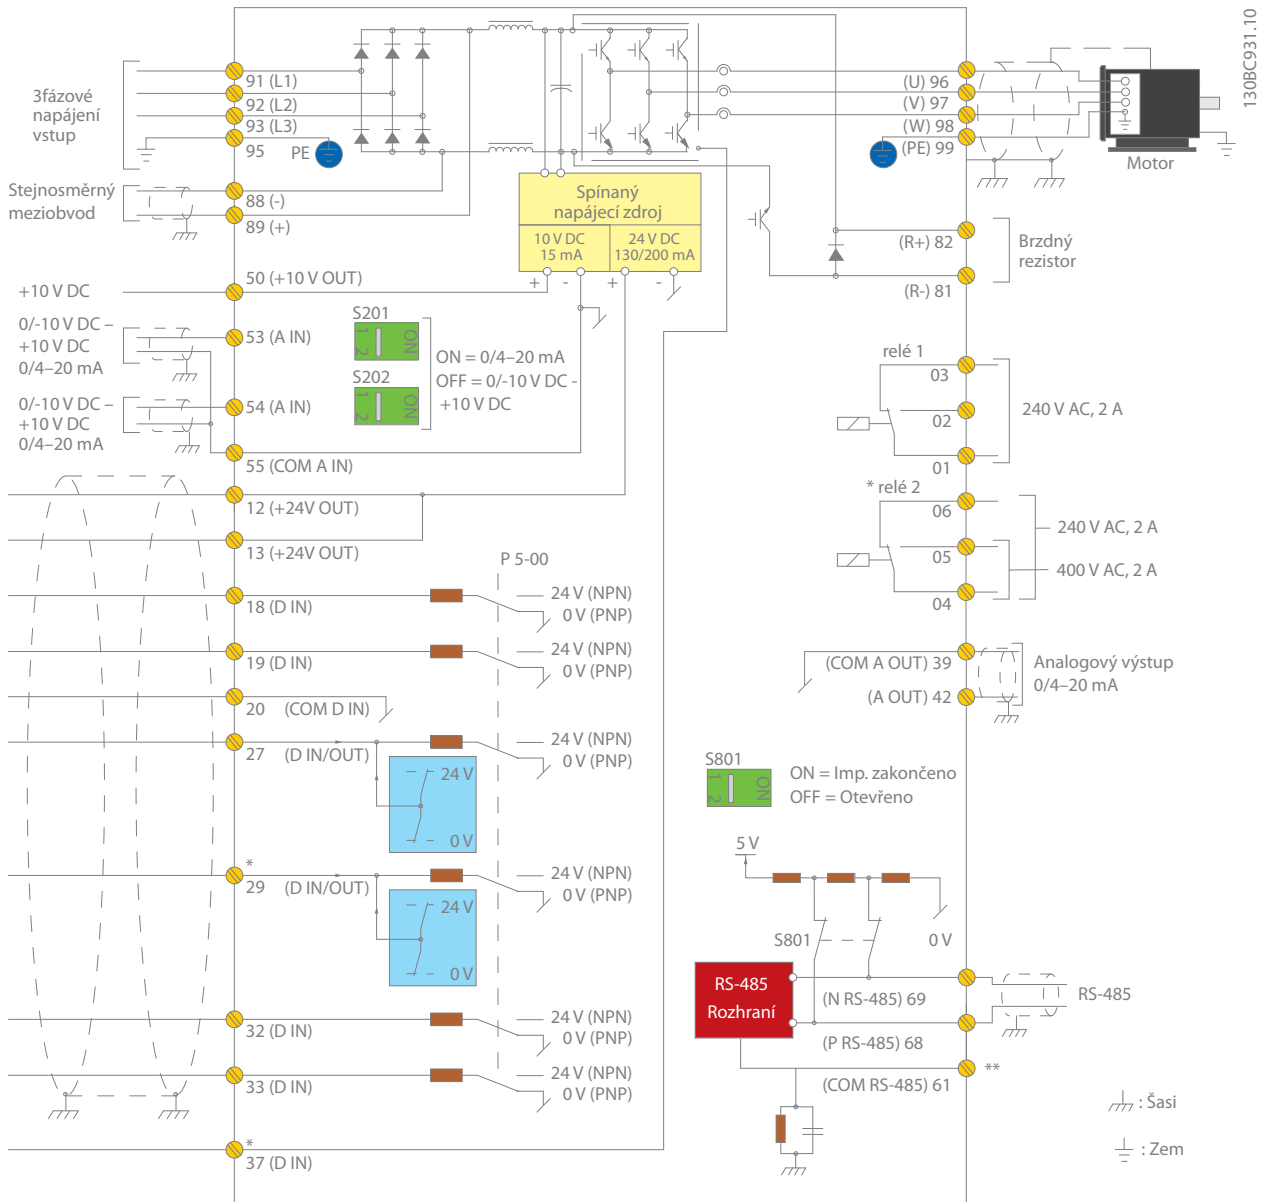 130BC931.10
3fázové
napájení
vstup
91 (L1)
92 (L2)
93 (L3)
95
PE
Stejnosměrný
meziobvod
88 (-)
89 (+)
Spínaný
napájecí zdroj
10 V DC
15 mA
24 V DC
130/200 mA
+ - + -
(U) 96
(V) 97
(W) 98
(PE) 99
Motor
(R+) 82
(R-) 81
Brzdný
rezistor
+10 V DC
50 (+10 V OUT)
0/-10 V DC –
+10 V DC
0/4–20 mA
53 (A IN)
0/-10 V DC –
+10 V DC
0/4–20 mA
54 (A IN)
55 (COM A IN)
S201
1 2
ON
S202
1 2
ON
ON = 0/4–20 mA
OFF = 0/-10 V DC -
+10 V DC
relé 1
03
02
01
240 V AC, 2 A
* relé 2
06
05
04
240 V AC, 2 A
400 V AC, 2 A
12 (+24V OUT)
13 (+24V OUT)
P 5-00
18 (D IN)
24 V (NPN)
0 V (PNP)
19 (D IN)
24 V (NPN)
0 V (PNP)
20 (COM D IN)
27 (D IN/OUT)
24 V (NPN)
0 V (PNP)
24 V
0 V
*
29 (D IN/OUT)
24 V (NPN)
0 V (PNP)
24 V
0 V
32 (D IN)
24 V (NPN)
0 V (PNP)
33 (D IN)
24 V (NPN)
0 V (PNP)
*
37 (D IN)
(COM A OUT) 39
(A OUT) 42
Analogový výstup
0/4–20 mA
S801
1 2
ON
ON = Imp. zakončeno
OFF = Otevřeno
5 V
S801
0 V
RS-485
Rozhraní
(N RS-485) 69
(P RS-485) 68
(COM RS-485) 61
RS-485
**
: Šasi
: Zem